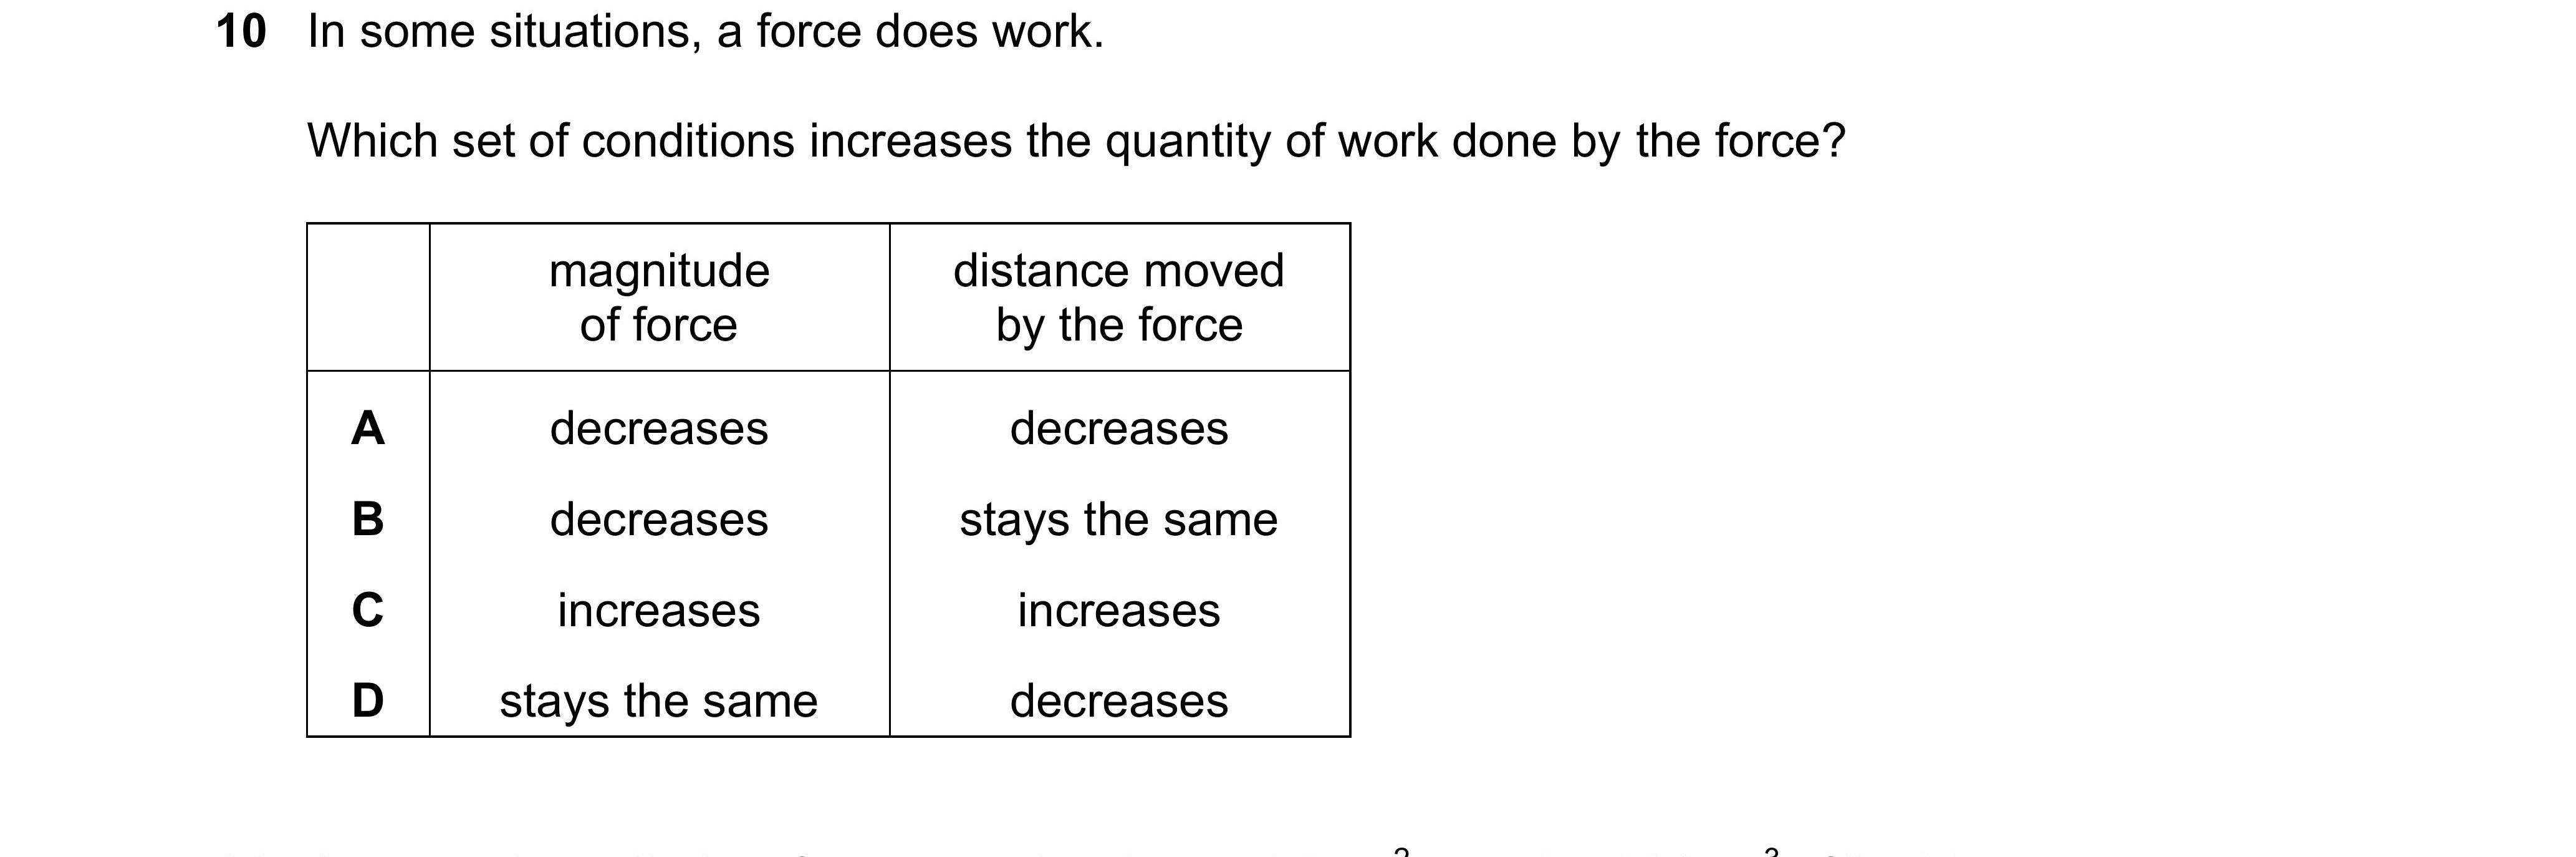 10 In some situations, a force does work.
Which set of conditions increases the quantity of work done by the force?
magnitude of force distance moved by the force
A decreases decreases
B decreases stays the same
C increases increases
D stays the same decreases